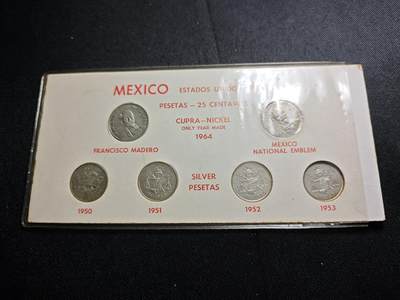 MEXICO ESTADOS
PESETAS – 25 CENTAVOS
CUPRA–NICKEL
ONLY YEAR MADE
1964
FRANCISCO MADERO
MEXICO
NATIONAL EMBLEM
SILVER
PESETAS
1950 1951 1952 1953